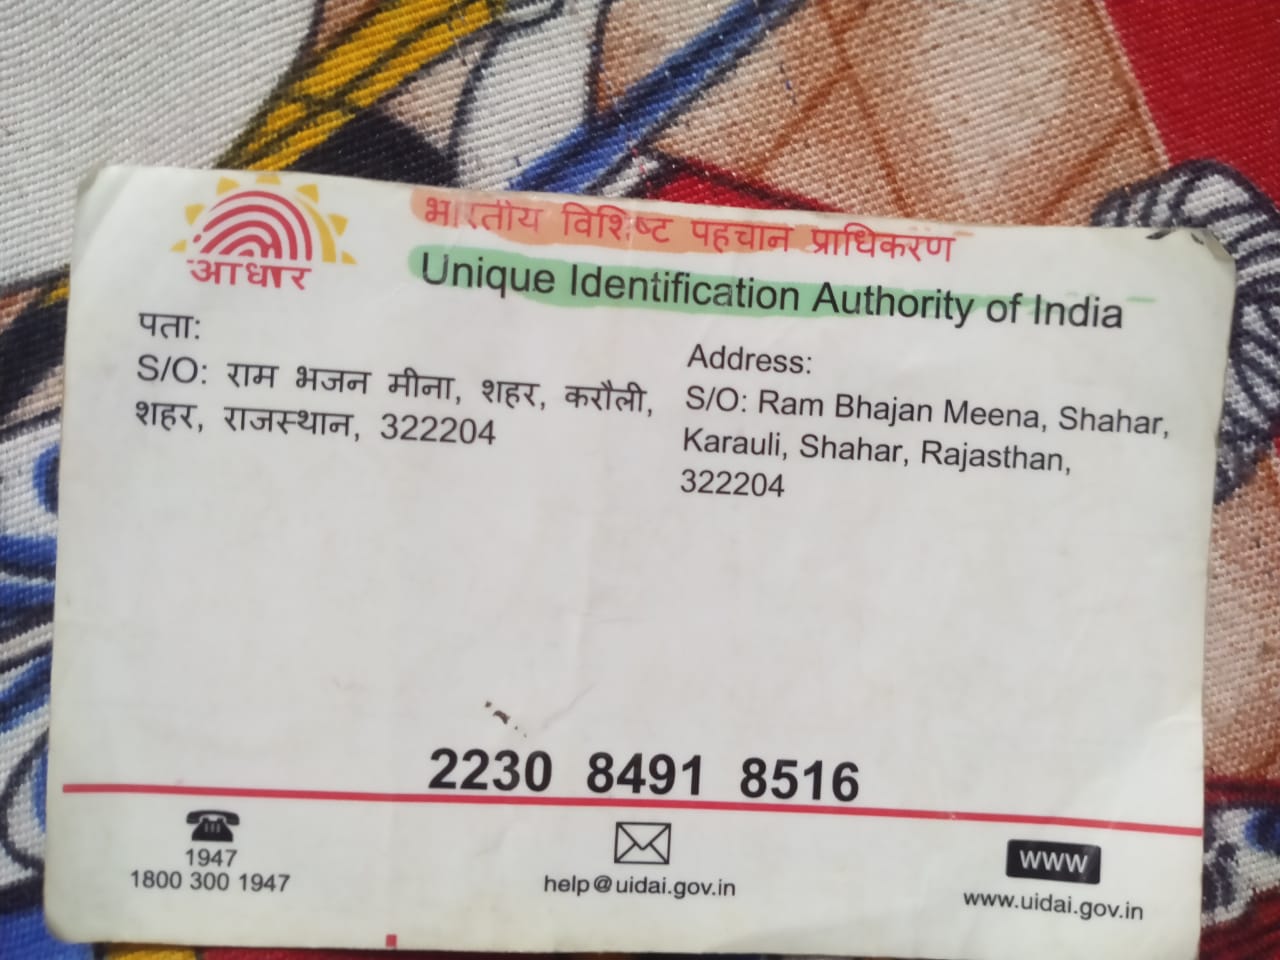 आधार
भारतीय विशिष्ट पहचान प्राधिकरण
Unique Identification Authority of India
पता:
S/O: राम भजन मीना, शहर, करौली,
शहर, राजस्थान, 322204
Address:
S/O: Ram Bhajan Meena, Shahar,
Karauli, Shahar, Rajasthan,
322204
2230 8491 8516
1947
1800 300 1947
help@uidai.gov.in
www
www.uidai.gov.in